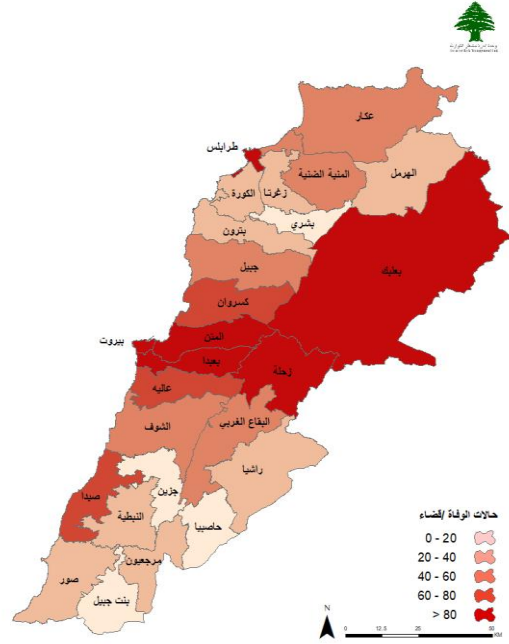 عكار
طرابلس
المنية الضنية
الهرمل
زغرتا
الكورة
بشري
بترون
بعلبك
جبيل
كسروان
المتن
بيروت
بعبدا
زحلة
عاليه
الشوف
البقاع الغربي
راشيا
جزين
صيدا
النبطية
حاصبيا
مرجعيون
صور
بنت جبيل
حالات الوفاة /قضاء
0 - 20
20 - 40
40 - 60
60 - 80
> 80
N
0 12.5 25 50
KM